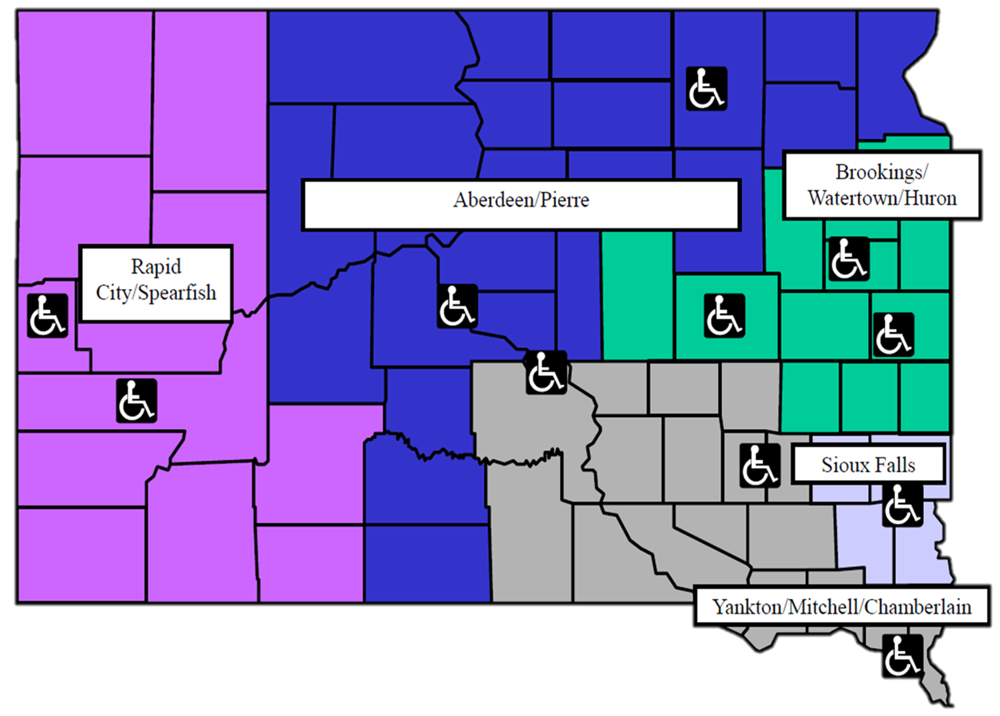 Aberdeen/Pierre
Brookings/
Watertown/Huron
Rapid
City/Spearfish
Sioux Falls
Yankton/Mitchell/Chamberlain